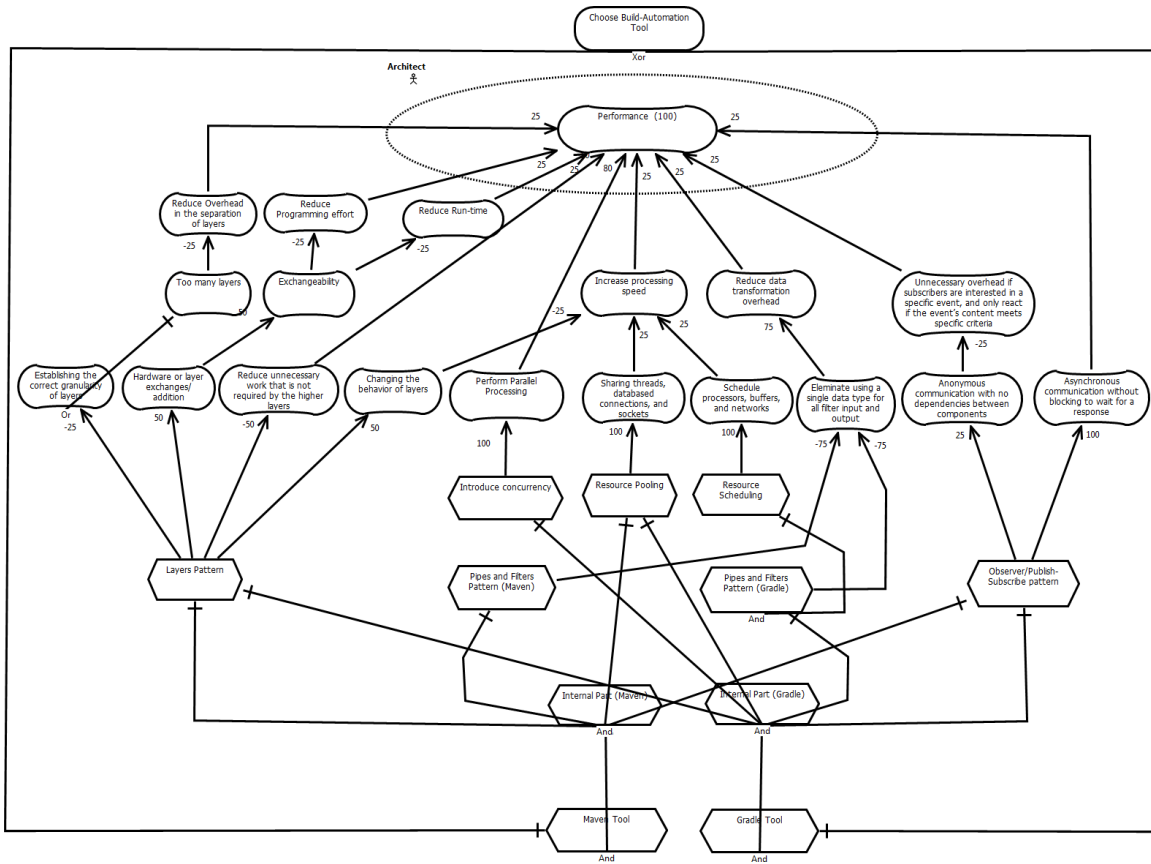 Choose Build-Automation
Tool
Xor
Architect
Performance (100)
25
25
25
25
80
25
25
25
Reduce Overhead
in the separation
of layers
-25
Reduce
Programming effort
-25
Reduce Run-time
-25
Too many layers
Exchangeability
50
Increase processing
speed
-25
25
25
Reduce data
transformation
overhead
75
Unnecessary overhead if
subscribers are interested in a
specific event, and only react
if the event's content meets
specific criteria
-25
Establishing the
correct granularity
of layers
Or
-25
Hardware or layer
exchanges/
addition
50
Reduce unnecessary
work that is not
required by the higher
layers
-50
Changing the
behavior of layers
50
Perform Parallel
Processing
100
Sharing threads,
databased
connections, and
sockets
100
Schedule
processors, buffers,
and networks
100
Eleminate using a
single data type for
all filter input and
output
-75
-75
Anonymous
communication with no
dependencies between
components
25
Asynchronous
communication without
blocking to wait for a
response
100
Introduce concurrency
Resource Pooling
Resource
Scheduling
Layers Pattern
Pipes and Filters
Pattern (Maven)
Pipes and Filters
Pattern (Gradle)
And
Observer/Publish-
Subscribe pattern
Internal Part (Maven)
And
Internal Part (Gradle)
And
Maven Tool
And
Gradle Tool
And